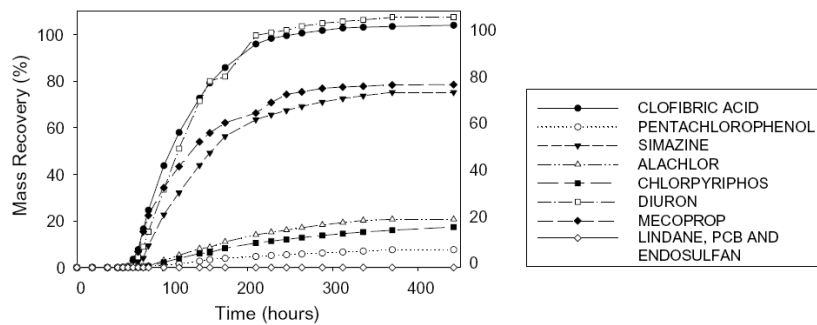 100
80
60
40
20
0
Mass Recovery (%)
100
80
60
40
20
0
0 100 200 300 400
Time (hours)
CLOFIBRIC ACID
PENTACHLOROPHENOL
SIMAZINE
ALACHLOR
CHLORPYRIPHOS
DIURON
MECOPROP
LINDANE, PCB AND
ENDOSULFAN